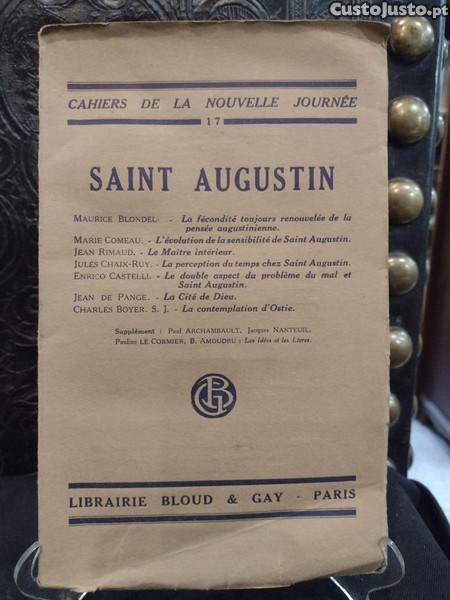 CustoJusto.pt
CAHIERS DE LA NOUVELLE JOURNÉE
17
SAINT AUGUSTIN
MAURICE BLONDEL. - La fécondité toujours renouvelée de la
pensée augustinienne.
MARIE COMEAU. - L'évolution de la sensibilité de Saint Augustin.
JEAN RIMAUD. - Le Maitre intérieur.
JULES CHAIX-RUY. - La perception du temps chez Saint Augustin.
ENRICO CASTELLI. - Le double aspect du problème du mal et
Saint Augustin.
JEAN DE PANGE. - La Cité de Dieu.
CHARLES BOYER. S. J. - La contemplation d'Ostie.
Supplément : Paul ARCHAMBAULT, Jacques NANTEUIL,
Pauline LE CORMIER, B. AMOUDRU : Les Idées et les Livres.
BG
LIBRAIRIE BLOUD & GAY - PARIS